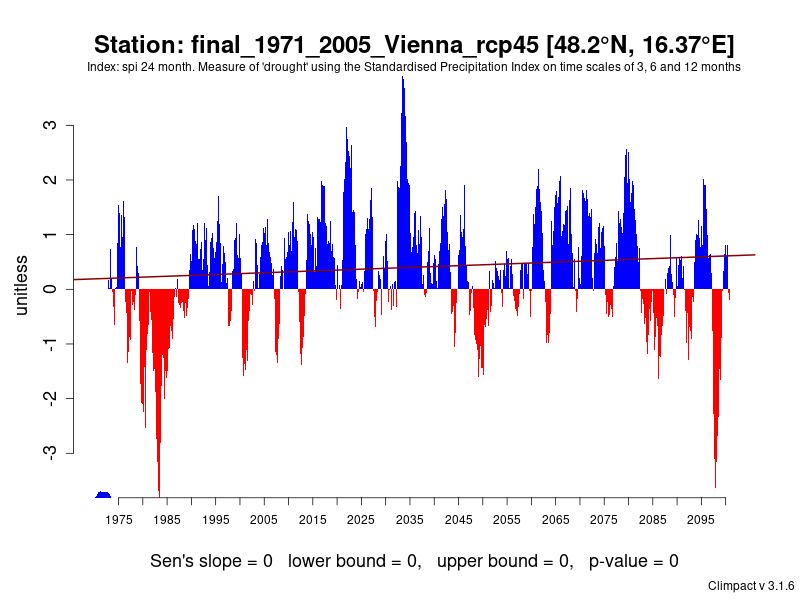 Station: final_1971_2005_Vienna_rcp45 [48.2°N, 16.37°E]
Index: spi 24 month. Measure of 'drought' using the Standardised Precipitation Index on time scales of 3, 6 and 12 months
unitless
3
2
1
0
-1
-2
-3
1975 1985 1995 2005 2015 2025 2035 2045 2055 2065 2075 2085 2095
Sen's slope = 0 lower bound = 0, upper bound = 0, p-value = 0
Climpact v 3.1.6